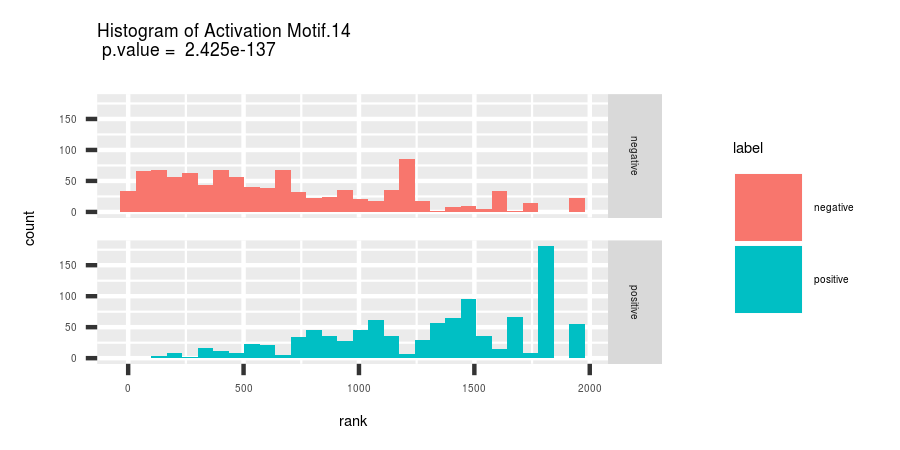 Histogram of Activation Motif.14
p.value = 2.425e-137
count
150
100
50
0
negative
150
100
50
0
positive
0 500 1000 1500 2000
rank
label
negative
positive